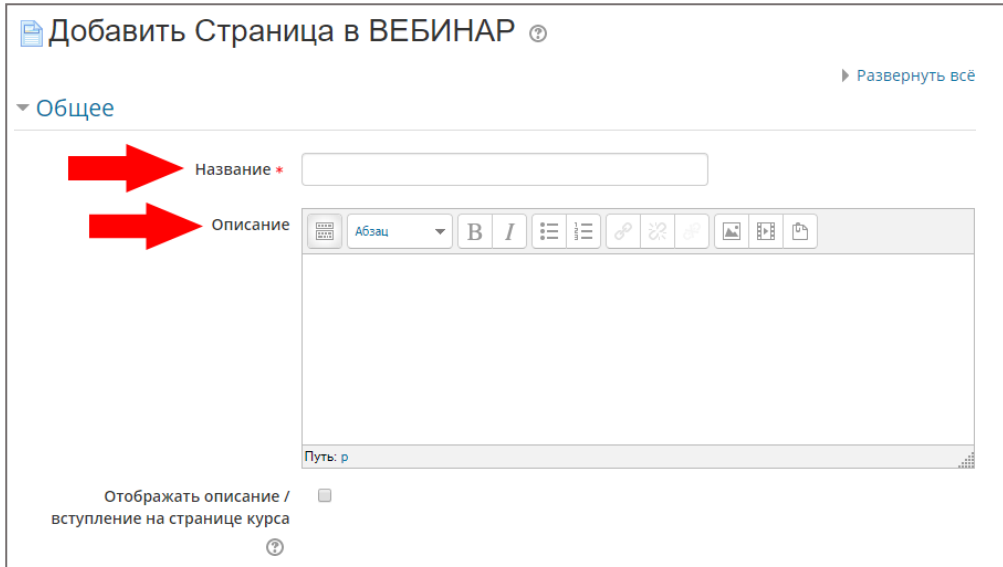 Добавить Страница в ВЕБИНАР
Развернуть всё
Общее
Название *
Описание
Абзац
B I
Путь: p
Отображать описание /
вступление на странице курса